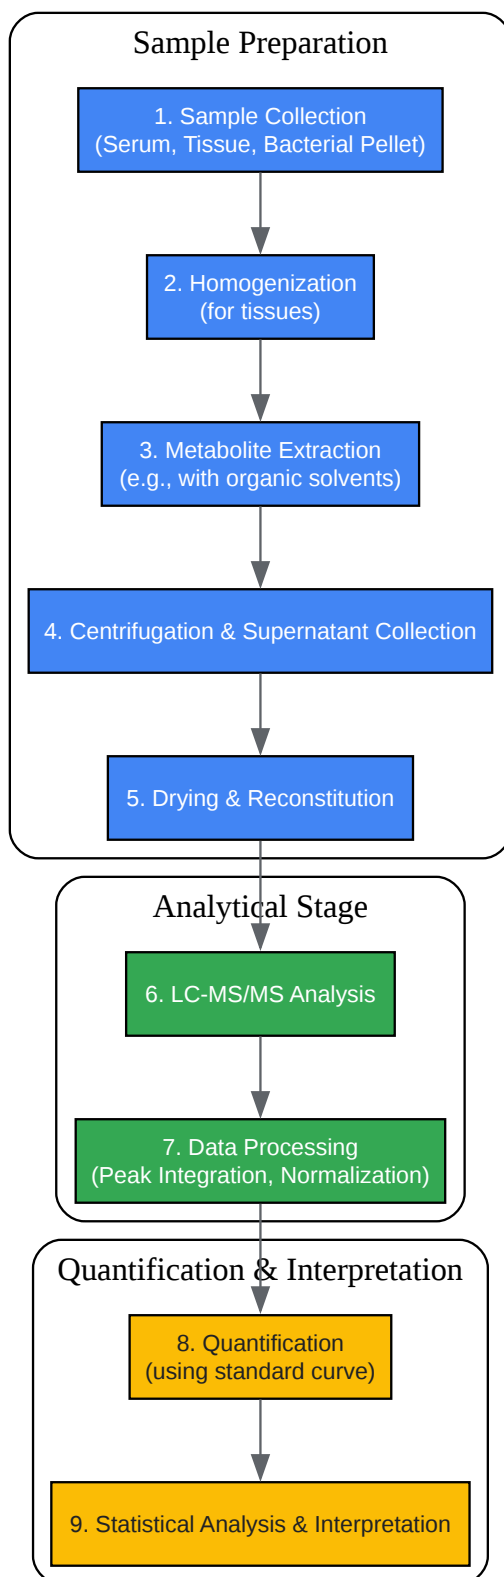 Sample Preparation
1. Sample Collection
(Serum, Tissue, Bacterial Pellet)
2. Homogenization
(for tissues)
3. Metabolite Extraction
(e.g., with organic solvents)
4. Centrifugation & Supernatant Collection
5. Drying & Reconstitution
Analytical Stage
6. LC-MS/MS Analysis
7. Data Processing
(Peak Integration, Normalization)
Quantification & Interpretation
8. Quantification
(using standard curve)
9. Statistical Analysis & Interpretation